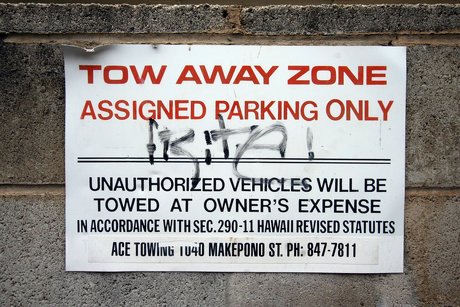 TOW AWAY ZONE
ASSIGNED PARKING ONLY
UNAUTHORIZED VEHICLES WILL BE
TOWED AT OWNER'S EXPENSE
IN ACCORDANCE WITH SEC. 290-11 HAWAII REVISED STATUTES
ACE TOWING 1040 MAKEPONO ST. PH: 847-7811